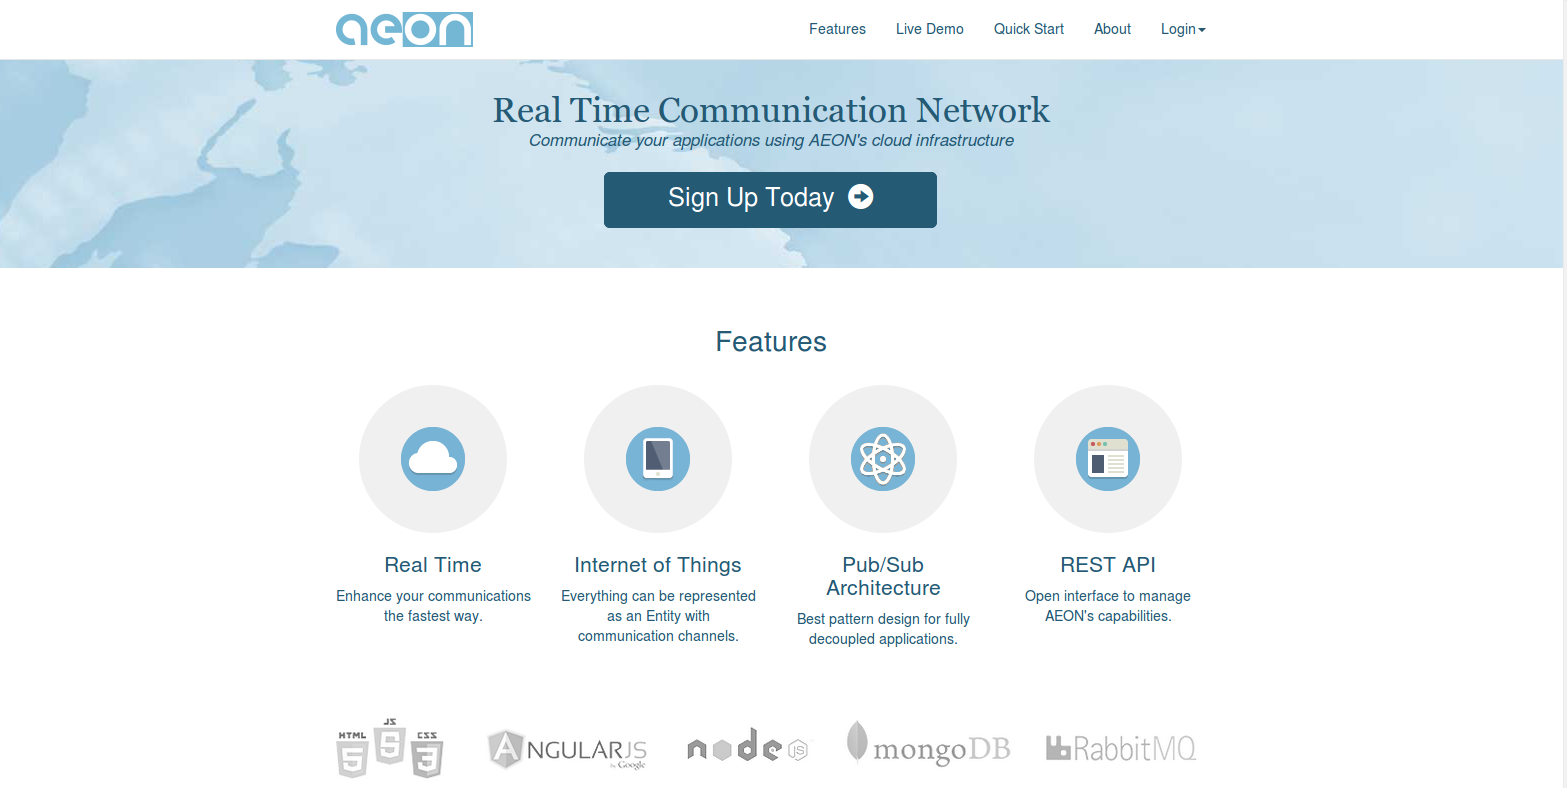 aeon
Features Live Demo Quick Start About Login
Real Time Communication Network
Communicate your applications using AEON's cloud infrastructure
Sign Up Today
Features
Real Time
Enhance your communications
the fastest way.
Internet of Things
Everything can be represented
as an Entity with
communication channels.
Pub/Sub
Architecture
Best pattern design for fully
decoupled applications.
REST API
Open interface to manage
AEON's capabilities.
HTML 5 JS 5 CSS 3
ANGULARJS
by Google
node JS
mongoDB
RabbitMQ